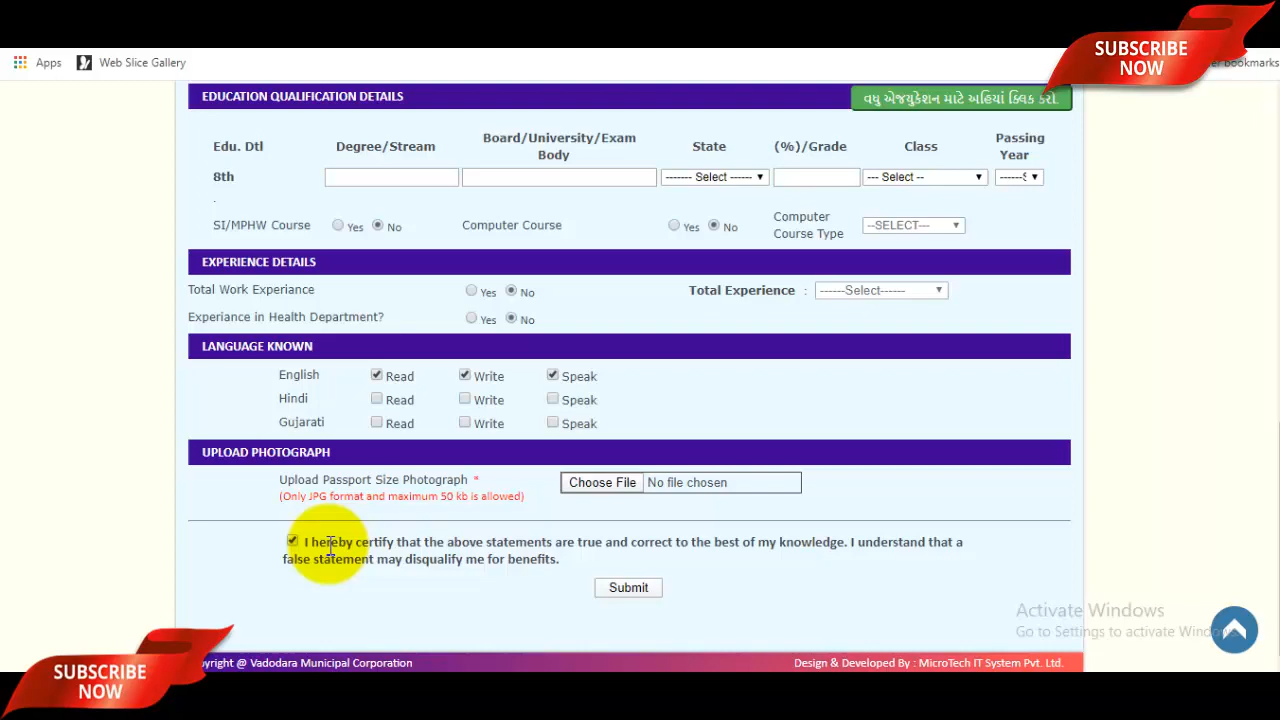 SUBSCRIBE
NOW
Apps Web Slice Gallery er bookmarks
EDUCATION QUALIFICATION DETAILS વધુ એજ્યુકેશન માટે અહિયાં ક્લિક કરો.
Edu. Dtl Degree/Stream Board/University/Exam Body State (%)/Grade Class Passing Year
8th ------- Select ------ --- Select --
.
SI/MPHW Course Yes No Computer Course Yes No Computer Course Type --SELECT---
EXPERIENCE DETAILS
Total Work Experience Yes No Total Experience : ------Select------
Experiance in Health Department? Yes No
LANGUAGE KNOWN
English Read Write Speak
Hindi Read Write Speak
Gujarati Read Write Speak
UPLOAD PHOTOGRAPH
Upload Passport Size Photograph * Choose File No file chosen
(Only JPG format and maximum 50 kb is allowed)
I hereby certify that the above statements are true and correct to the best of my knowledge. I understand that a
false statement may disqualify me for benefits.
Submit
Activate Windows
Go to Settings to activate Windows.
SUBSCRIBE
NOW
pyright @ Vadodara Municipal Corporation Design & Developed By : MicroTech IT System Pvt. Ltd.